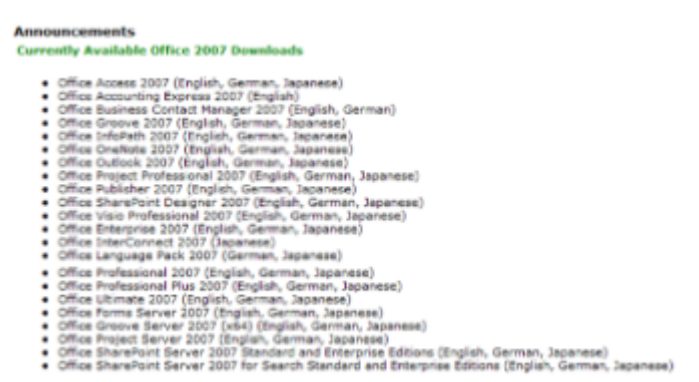 Announcements
Currently Available Office 2007 Downloads
• Office Access 2007 (English, German, Japanese)
• Office Accounting Express 2007 (English)
• Office Business Contact Manager 2007 (English, German)
• Office Groove 2007 (English, German, Japanese)
• Office InfoPath 2007 (English, German, Japanese)
• Office OneNote 2007 (English, German, Japanese)
• Office Outlook 2007 (English, German, Japanese)
• Office Project Professional 2007 (English, German, Japanese)
• Office Publisher 2007 (English, German, Japanese)
• Office SharePoint Designer 2007 (English, German, Japanese)
• Office Visio Professional 2007 (English, German, Japanese)
• Office Enterprise 2007 (English, German, Japanese)
• Office InterConnect 2007 (Japanese)
• Office Language Pack 2007 (German, Japanese)
• Office Professional 2007 (English, German, Japanese)
• Office Professional Plus 2007 (English, German, Japanese)
• Office Ultimate 2007 (English, German, Japanese)
• Office Forms Server 2007 (English, German, Japanese)
• Office Groove Server 2007 (x64) (English, German, Japanese)
• Office Project Server 2007 (English, German, Japanese)
• Office SharePoint Server 2007 Standard and Enterprise Editions (English, German, Japanese)
• Office SharePoint Server 2007 for Search Standard and Enterprise Editions (English, German, Japanese)